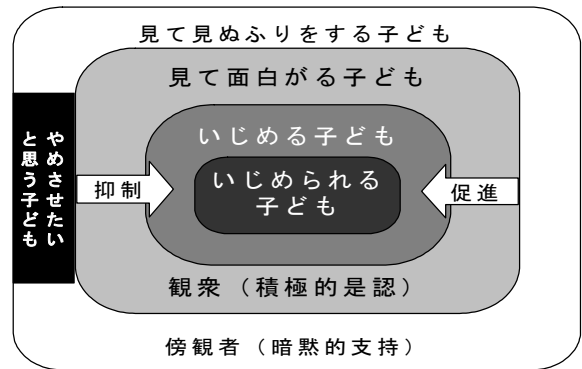 見て見ぬふりをする子ども
見て面白がる子ども
いじめる子ども
いじめられる
子ども
やめさせたい
と思う子ども
抑制
促進
観衆（積極的是認）
傍観者（暗黙的支持）